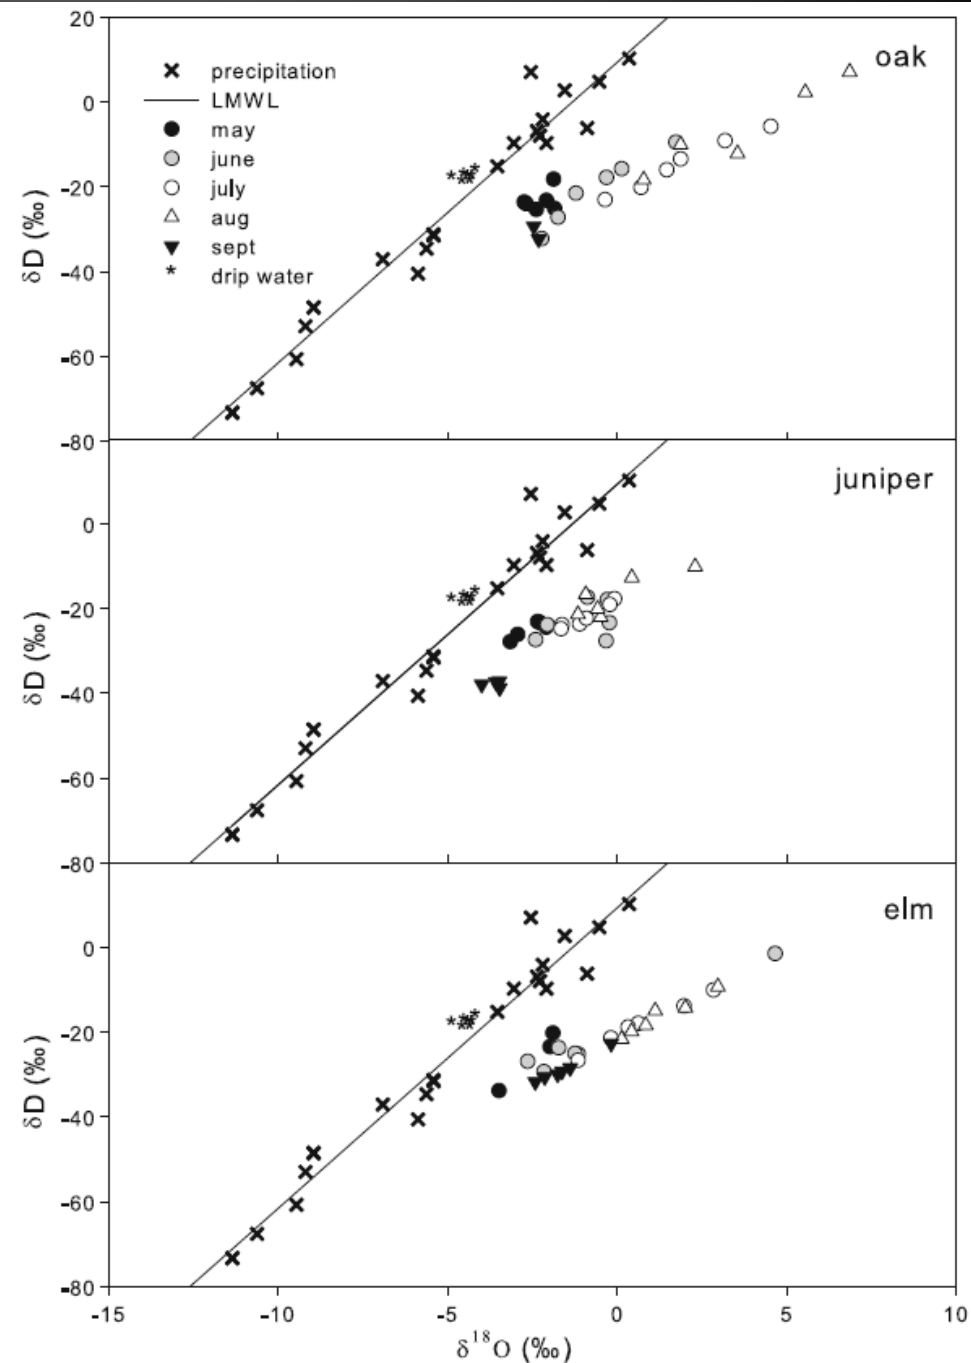 20
oak
precipitation
LMWL
may
june
july
aug
sept
* drip water
0
-20
-40
-60
-80
δD (‰)
juniper
0
-20
-40
-60
-80
δD (‰)
elm
0
-20
-40
-60
-80
δD (‰)
-15 -10 -5 0 5 10
δ¹⁸O (‰)